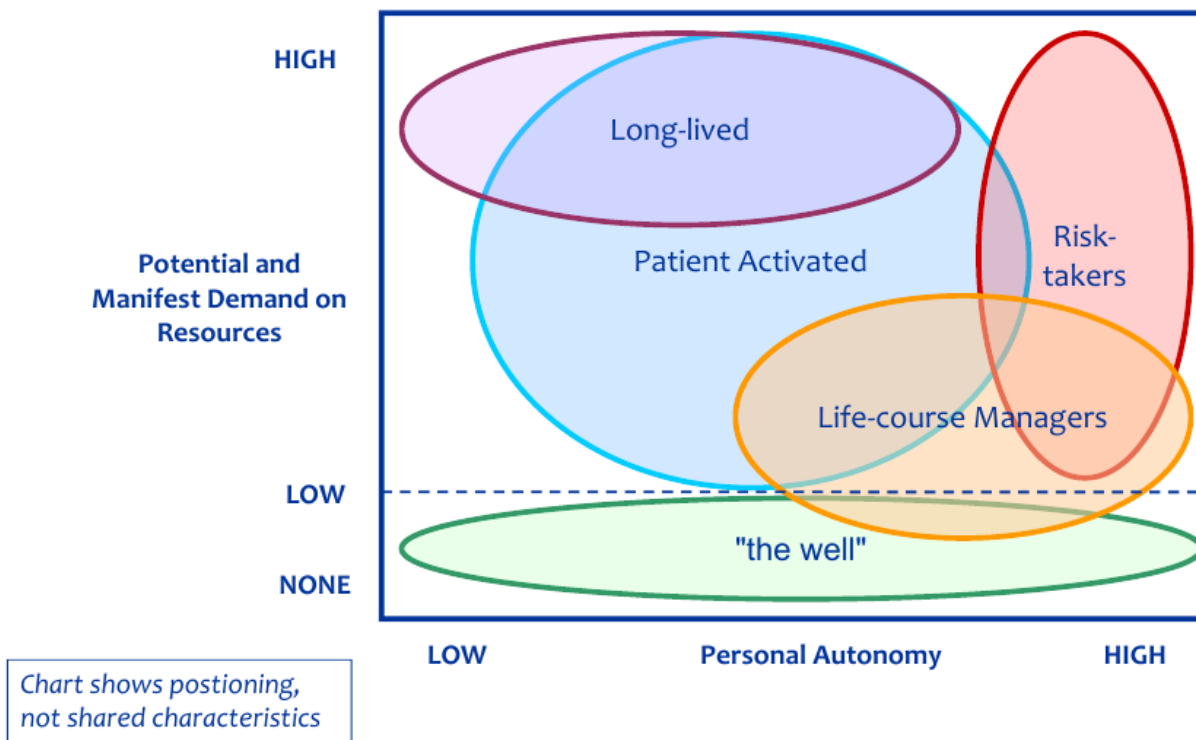 HIGH
Long-lived
Potential and
Manifest Demand on
Resources
Patient Activated
Risk-
takers
Life-course Managers
LOW
"the well"
NONE
LOW
Personal Autonomy
HIGH
Chart shows postioning,
not shared characteristics